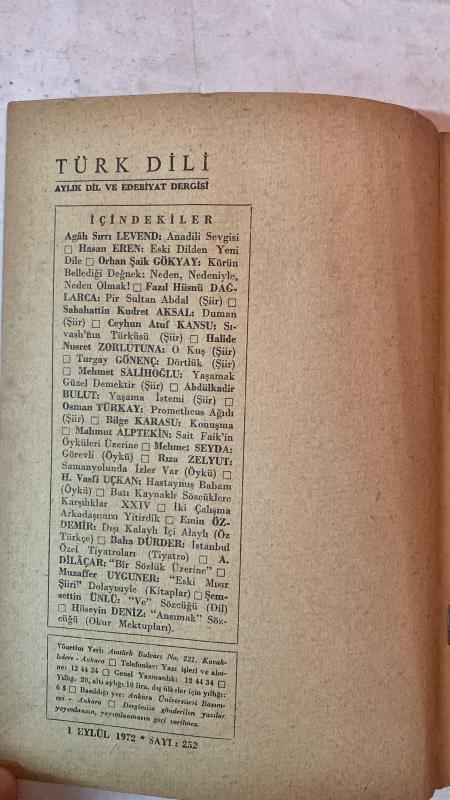 TÜRK DİLİ
AYLIK DİL VE EDEBİYAT DERGİSİ
İÇİNDEKİLER
Agâh Sırrı LEVEND: Anadili Sevgisi
□ Hasan EREN: Eski Dilden Yeni
Dile □ Orhan Şaik GÖKYAY: Körün
Bellediği Değnek: Neden, Nedeniyle,
Neden Olmak! □ Fazıl Hüsnü DAĞ-
LARCA: Pir Sultan Abdal (Şiir) □
Sabahattin Kudret AKSAL: Duman
(Şiir) □ Ceyhun Atuf KANSU: Sı-
vaslı'nın Türküsü (Şiir) □ Halide
Nusret ZORLUTUNA: O Kuş (Şiir)
□ Turgay GÖNENÇ: Dörtlük (Şiir)
□ Mehmet SALİHOĞLU: Yaşamak
Güzel Demektir (Şiir) □ Abdülkadir
BULUT: Yaşama İstemi (Şiir) □
Osman TÜRKAY: Prometheus Ağıdı
(Şiir) □ Bilge KARASU: Konuşma
□ Mahmut ALPTEKİN: Sait Faik'in
Öyküleri Üzerine □ Mehmet SEYDA:
Görevli (Öykü) □ Rıza ZELYUT:
Samanyolunda İzler Var (Öykü) □
H. Vasfi UÇKAN: Hastaymış Babam
(Öykü) □ Batı Kaynaklı Sözcüklere
Karşılıklar XXIV □ İki Çalışma
Arkadaşımızı Yitirdik □ Emin ÖZ-
DEMİR: Dışı Kalaylı İçi Alaylı (Öz
Türkçe) □ Baha DÜRDER: İstanbul
Özel Tiyatroları (Tiyatro) □ A.
DİLÂÇAR: "Bir Sözlük Üzerine" □
Muzaffer UYGUNER: "Eski Mısır
Şiiri" Dolayısiyle (Kitaplar) □ Şem-
settin ÜNLÜ: "Ve" Sözcüğü (Dil)
□ Hüseyin DENİZ: "Ansımak" Söz-
cüğü (Okur Mektupları).
Yönetim Yeri: Atatürk Bulvarı No. 221, Kavak-
lıdere - Ankara □ Telefonlar: Yazı işleri ve abo-
ne: 12 44 24 □ Genel Yazmanlık: 12 44 34 □
Yıllığı. 20, altı aylığı 10 lira, dış ülkeler için yıllığı:
6 $ □ Basıldığı yer: Ankara Üniversitesi Basım-
evi - Ankara □ Dergimize gönderilen yazılar
yayımlansın, yayımlanmasın geri verilmez.
1 EYLÜL 1972 * SAYI : 252